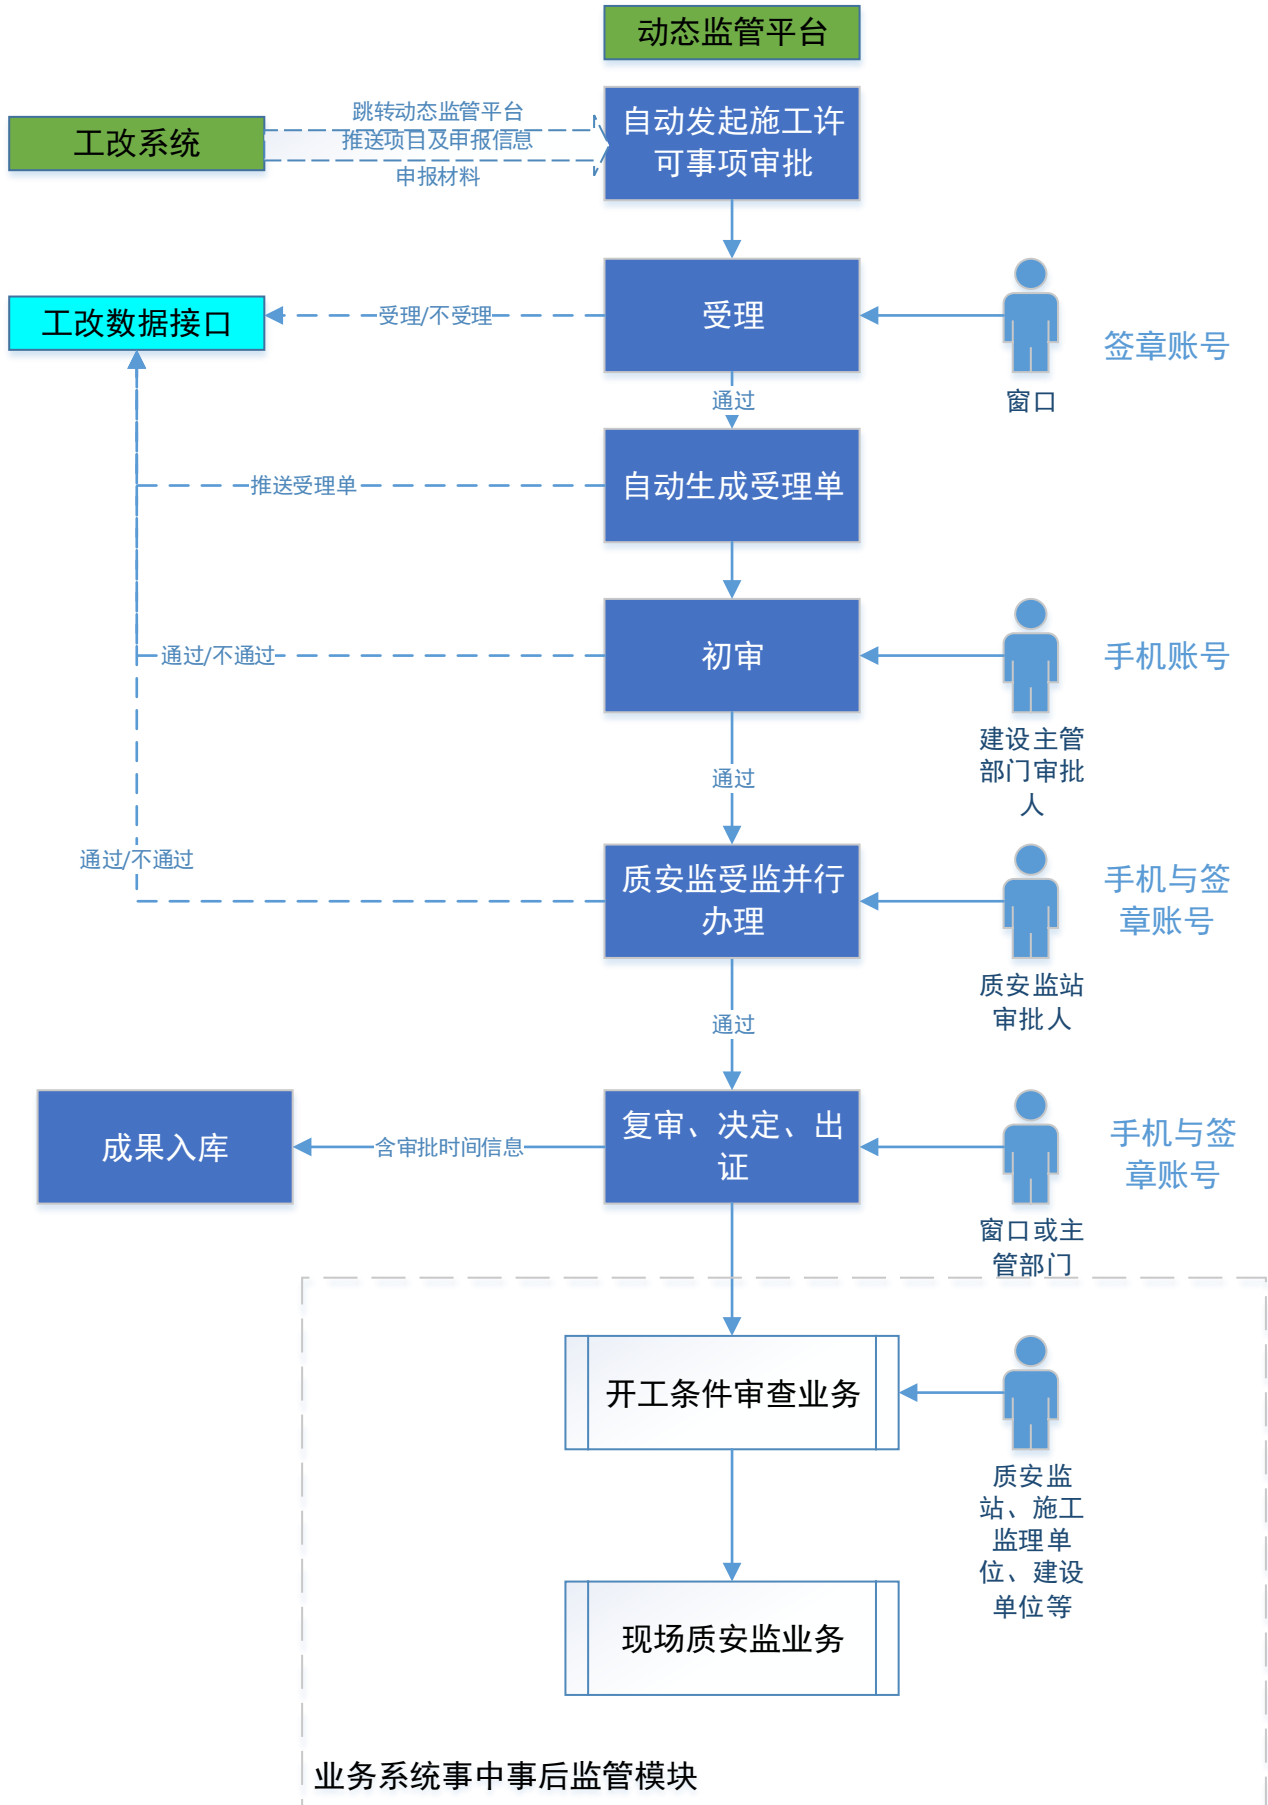 动态监管平台
工改系统
跳转动态监管平台
推送项目及申报信息
申报材料
自动发起施工许
可事项审批
工改数据接口
受理/不受理
受理
窗口
签章账号
通过
推送受理单
自动生成受理单
通过/不通过
初审
建设主管
部门审批
人
手机账号
通过
通过/不通过
质安监受监并行
办理
质安监站
审批人
手机与签
章账号
通过
成果入库
含审批时间信息
复审、决定、出
证
窗口或主
管部门
手机与签
章账号
开工条件审查业务
质安监
站、施工
监理单
位、建设
单位等
现场质安监业务
业务系统事中事后监管模块